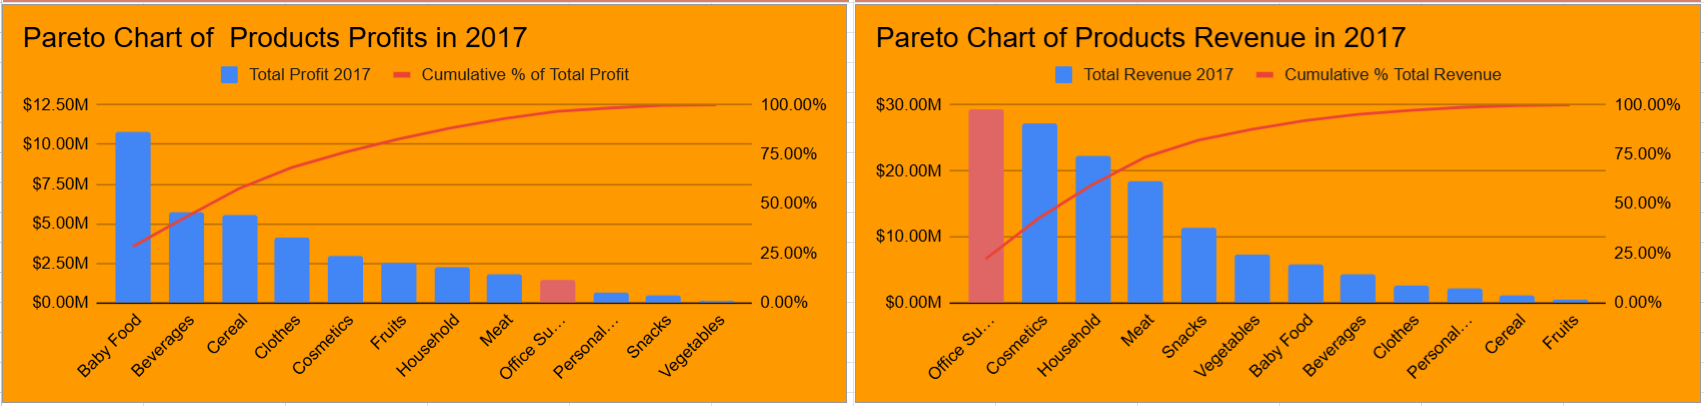 Pareto Chart of  Products Profits in 2017
Total Profit 2017
Cumulative % of Total Profit
$12.50M
$10.00M
$7.50M
$5.00M
$2.50M
$0.00M
100.00%
75.00%
50.00%
25.00%
0.00%
Baby Food
Beverages
Cereal
Clothes
Cosmetics
Fruits
Household
Meat
Office Su...
Personal...
Snacks
Vegetables
Pareto Chart of Products Revenue in 2017
Total Revenue 2017
Cumulative % Total Revenue
$30.00M
$20.00M
$10.00M
$0.00M
100.00%
75.00%
50.00%
25.00%
0.00%
Office Su...
Cosmetics
Household
Meat
Snacks
Vegetables
Baby Food
Beverages
Clothes
Personal...
Cereal
Fruits